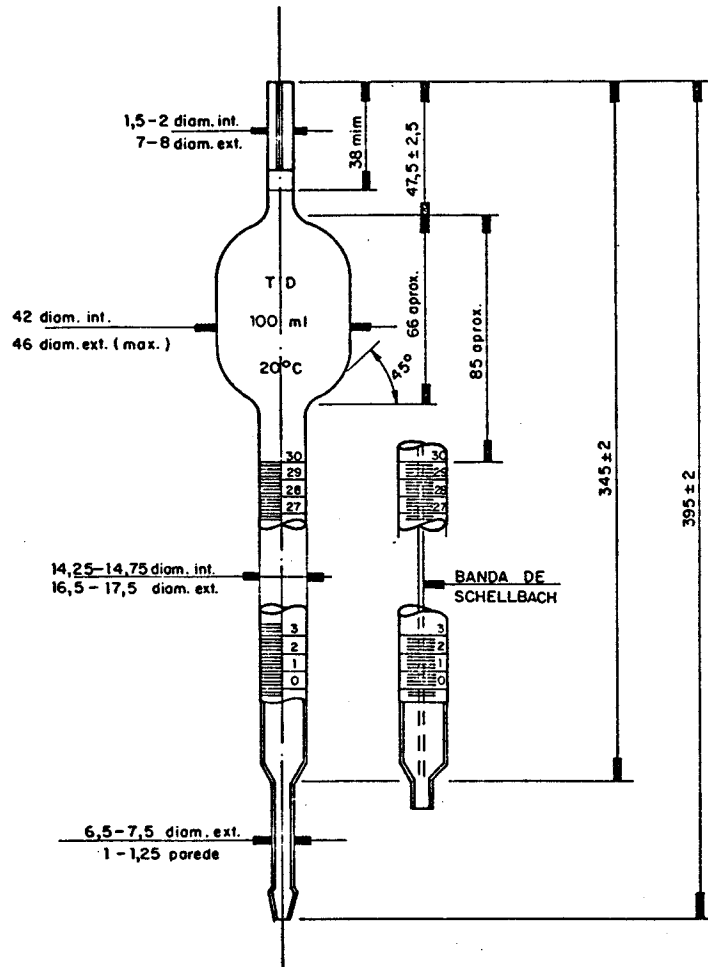 1,5-2 diam. int.
7-8 diam. ext.
38 mim
47,5 ± 2,5
T D
100 ml
20°C
42 diam. int.
46 diam. ext. (max.)
45°
66 aprox.
85 aprox.
345 ± 2
395 ± 2
30
29
28
27
30
29
28
27
14,25-14,75 diam. int.
16,5-17,5 diam. ext.
BANDA DE
SCHELLBACH
3
2
1
0
3
2
1
0
6,5-7,5 diam. ext.
1-1,25 parede